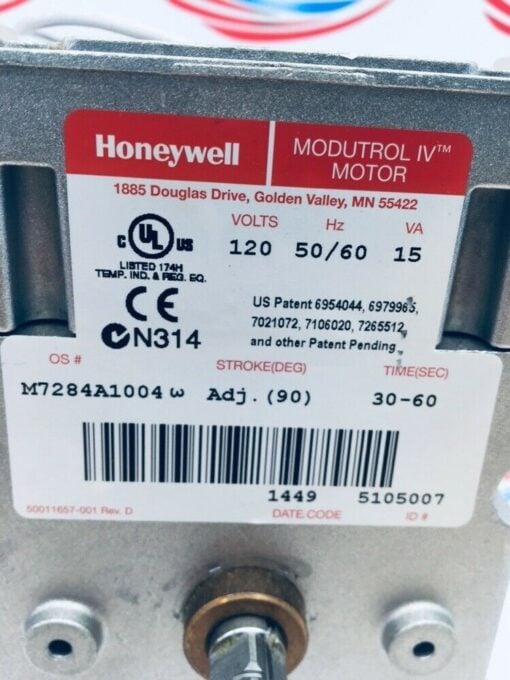 Honeywell
MODUTROL IV™
MOTOR
1885 Douglas Drive, Golden Valley, MN 55422
VOLTS Hz VA
120 50/60 15
C UL US
LISTED 174H
TEMP. IND. & REG. EQ.
CE
N314
US Patent 6954044, 6979965,
7021072, 7106020, 7265512,
and other Patent Pending
OS # STROKE(DEG) TIME(SEC)
M7284A1004 ω Adj.(90) 30-60
1449 5105007
50011657-001 Rev. D DATE CODE ID #